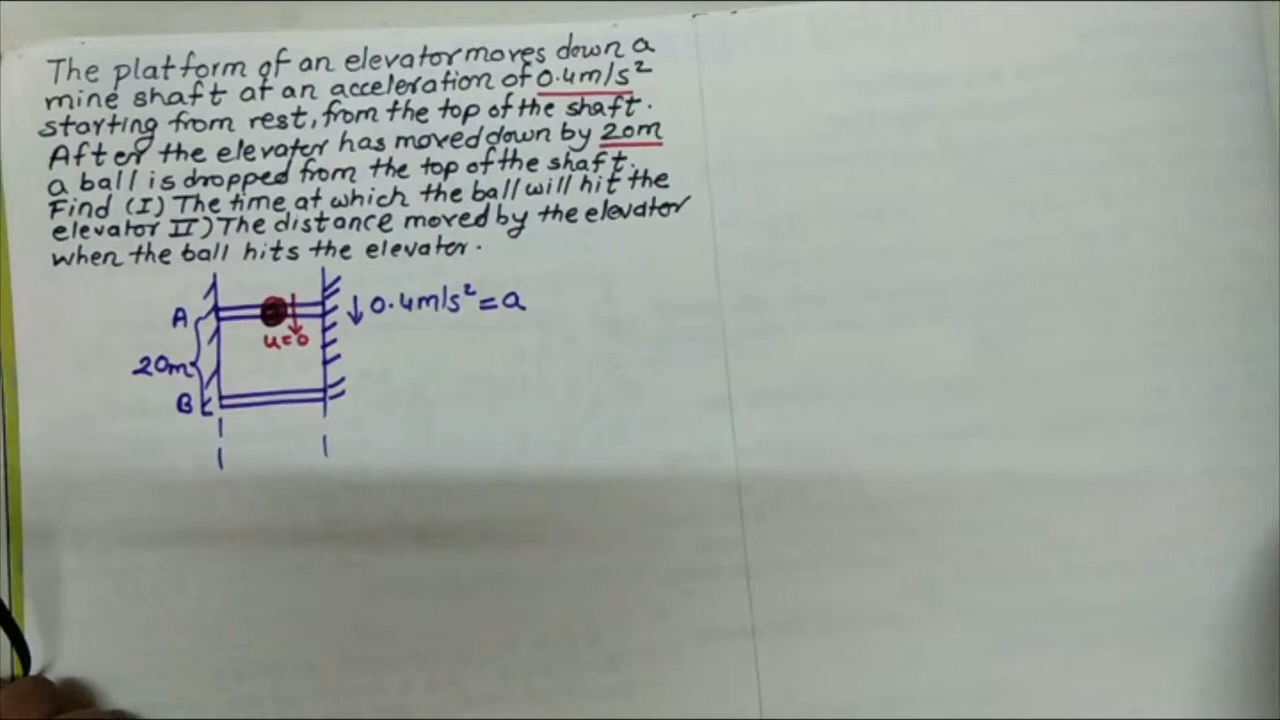 The platform of an elevator moves down a
mine shaft at an acceleration of 0.4m/s²
starting from rest, from the top of the shaft.
After the elevator has moved down by 20m
a ball is dropped from the top of the shaft.
Find (I) The time at which the ball will hit the
elevator II) The distance moved by the elevator
when the ball hits the elevator.
A
↓ 0.4m/s² = a
u=0
20m
B